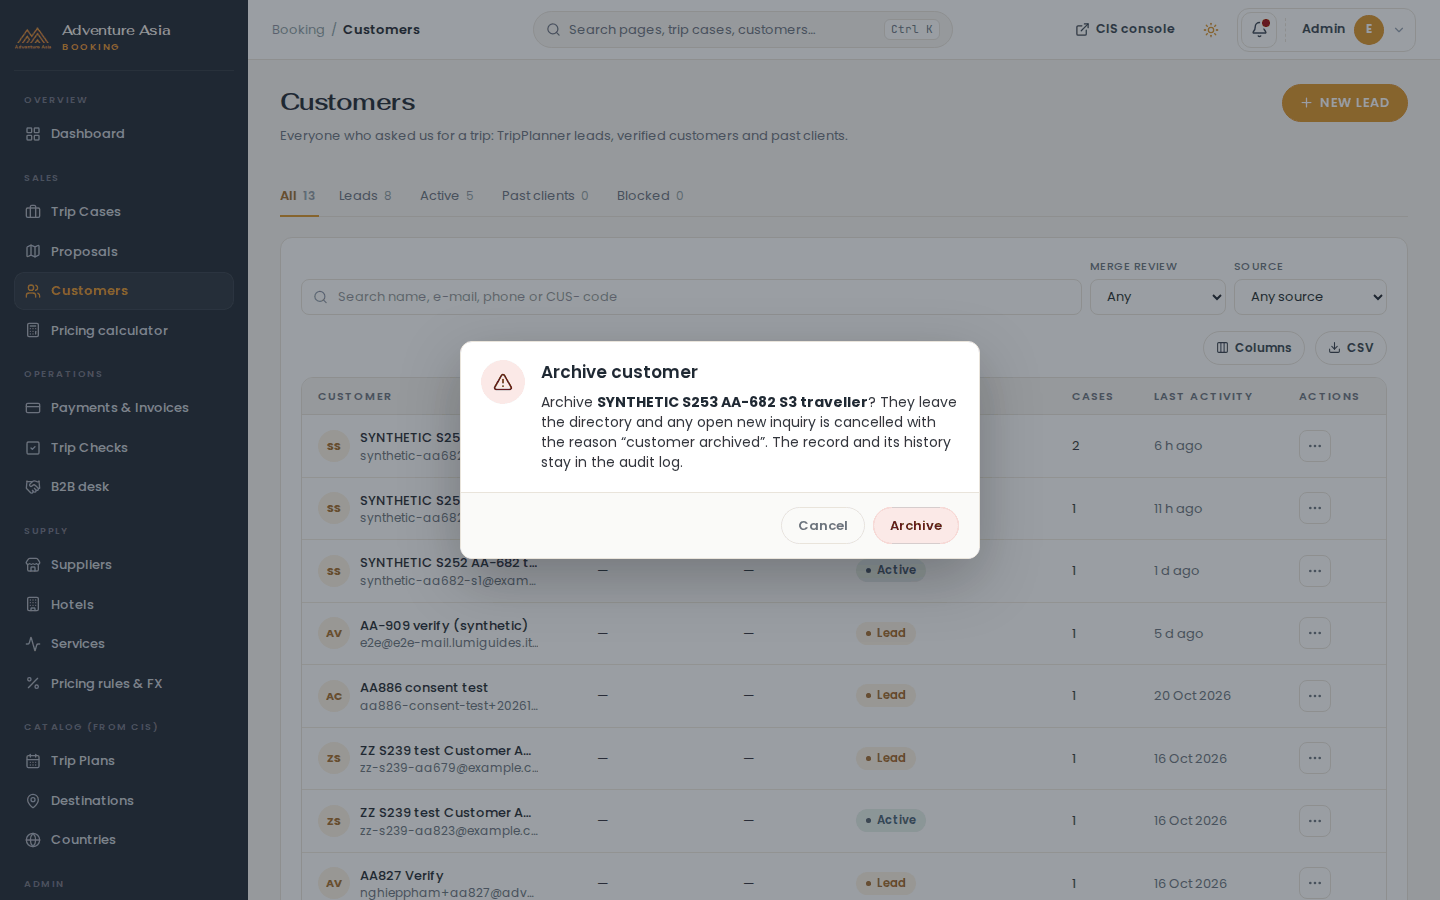 Adventure Asia
BOOKING
OVERVIEW
Dashboard
SALES
Trip Cases
Proposals
Customers
Pricing calculator
OPERATIONS
Payments & Invoices
Trip Checks
B2B desk
SUPPLY
Suppliers
Hotels
Services
Pricing rules & FX
CATALOG (FROM CIS)
Trip Plans
Destinations
Countries
ADMIN
Booking / Customers
Search pages, trip cases, customers...
Ctrl K
CIS console
Admin
E
Customers
NEW LEAD
Everyone who asked us for a trip: TripPlanner leads, verified customers and past clients.
All 13 Leads 8 Active 5 Past clients 0 Blocked 0
MERGE REVIEW SOURCE
Search name, e-mail, phone or CUS- code
Any
Any source
Columns
CSV
CUSTOMER CASES LAST ACTIVITY ACTIONS
SS SYNTHETIC S25 2 6 h ago
synthetic-aa682
SS SYNTHETIC S25 1 11 h ago
synthetic-aa682
Archive customer
Archive SYNTHETIC S253 AA-682 S3 traveller? They leave
the directory and any open new inquiry is cancelled with
the reason “customer archived”. The record and its history
stay in the audit log.
Cancel
Archive
SS SYNTHETIC S252 AA-682 t... — — Active 1 1 d ago
synthetic-aa682-s1@exam...
AV AA-909 verify (synthetic) — — Lead 1 5 d ago
e2e@e2e-mail.lumiguides.it...
AC AA886 consent test — — Lead 1 20 Oct 2026
aa886-consent-test+20261...
ZS ZZ S239 test Customer A... — — Lead 1 16 Oct 2026
zz-s239-aa679@example.c...
ZS ZZ S239 test Customer A... — — Active 1 16 Oct 2026
zz-s239-aa823@example.c...
AV AA827 Verify — — Lead 1 16 Oct 2026
nghieppham+aa827@adv...